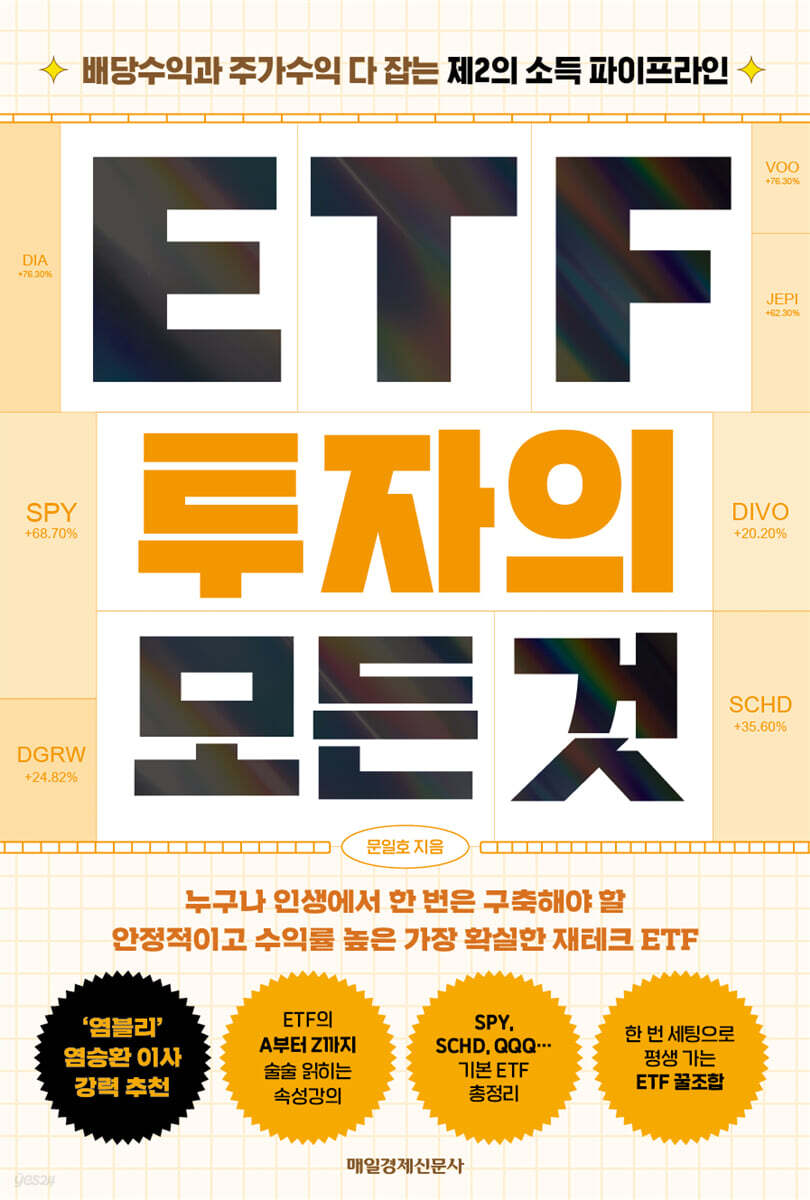 배당수익과 주가수익 다 잡는 제2의 소득 파이프라인
ETF
VOO
+76.30%
DIA
+76.30%
JEPI
+62.30%
투자의
SPY
+68.70%
DIVO
+20.20%
모든 것
SCHD
+35.60%
DGRW
+24.82%
문일호 지음
누구나 인생에서 한 번은 구축해야 할
안정적이고 수익률 높은 가장 확실한 재테크 ETF
‘염블리’
염승환 이사
강력 추천
ETF의
A부터 Z까지
술술 읽히는
속성강의
SPY,
SCHD, QQQ…
기본 ETF
총정리
한 번 세팅으로
평생 가는
ETF 꿀조합
매일경제신문사
yes24